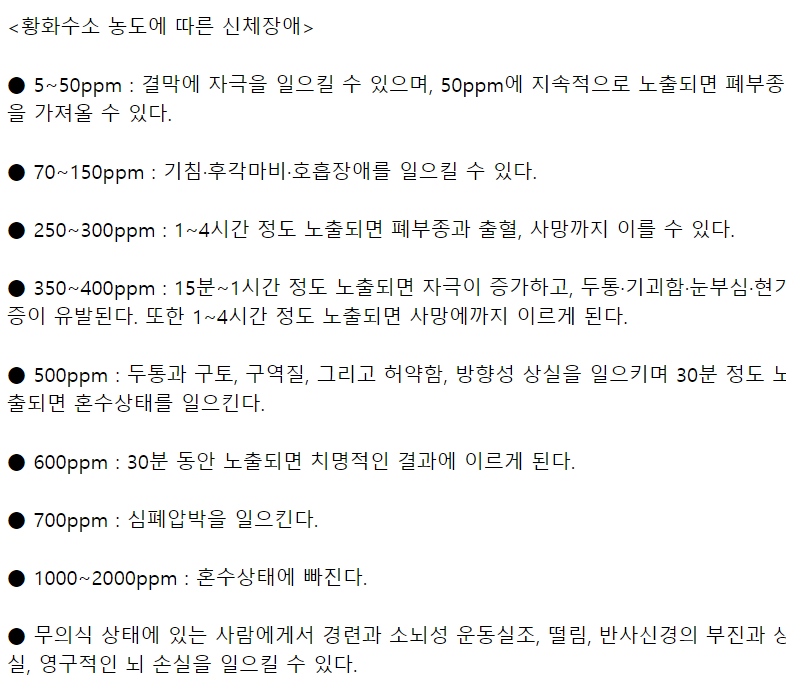 <황화수소 농도에 따른 신체장애>
● 5~50ppm : 결막에 자극을 일으킬 수 있으며, 50ppm에 지속적으로 노출되면 폐부종
을 가져올 수 있다.
● 70~150ppm : 기침·후각마비·호흡장애를 일으킬 수 있다.
● 250~300ppm : 1~4시간 정도 노출되면 폐부종과 출혈, 사망까지 이를 수 있다.
● 350~400ppm : 15분~1시간 정도 노출되면 자극이 증가하고, 두통·기괴함·눈부심·현기
증이 유발된다. 또한 1~4시간 정도 노출되면 사망에까지 이르게 된다.
● 500ppm : 두통과 구토, 구역질, 그리고 허약함, 방향성 상실을 일으키며 30분 정도 노
출되면 혼수상태를 일으킨다.
● 600ppm : 30분 동안 노출되면 치명적인 결과에 이르게 된다.
● 700ppm : 심폐압박을 일으킨다.
● 1000~2000ppm : 혼수상태에 빠진다.
● 무의식 상태에 있는 사람에게서 경련과 소뇌성 운동실조, 떨림, 반사신경의 부진과 상
실, 영구적인 뇌 손실을 일으킬 수 있다.